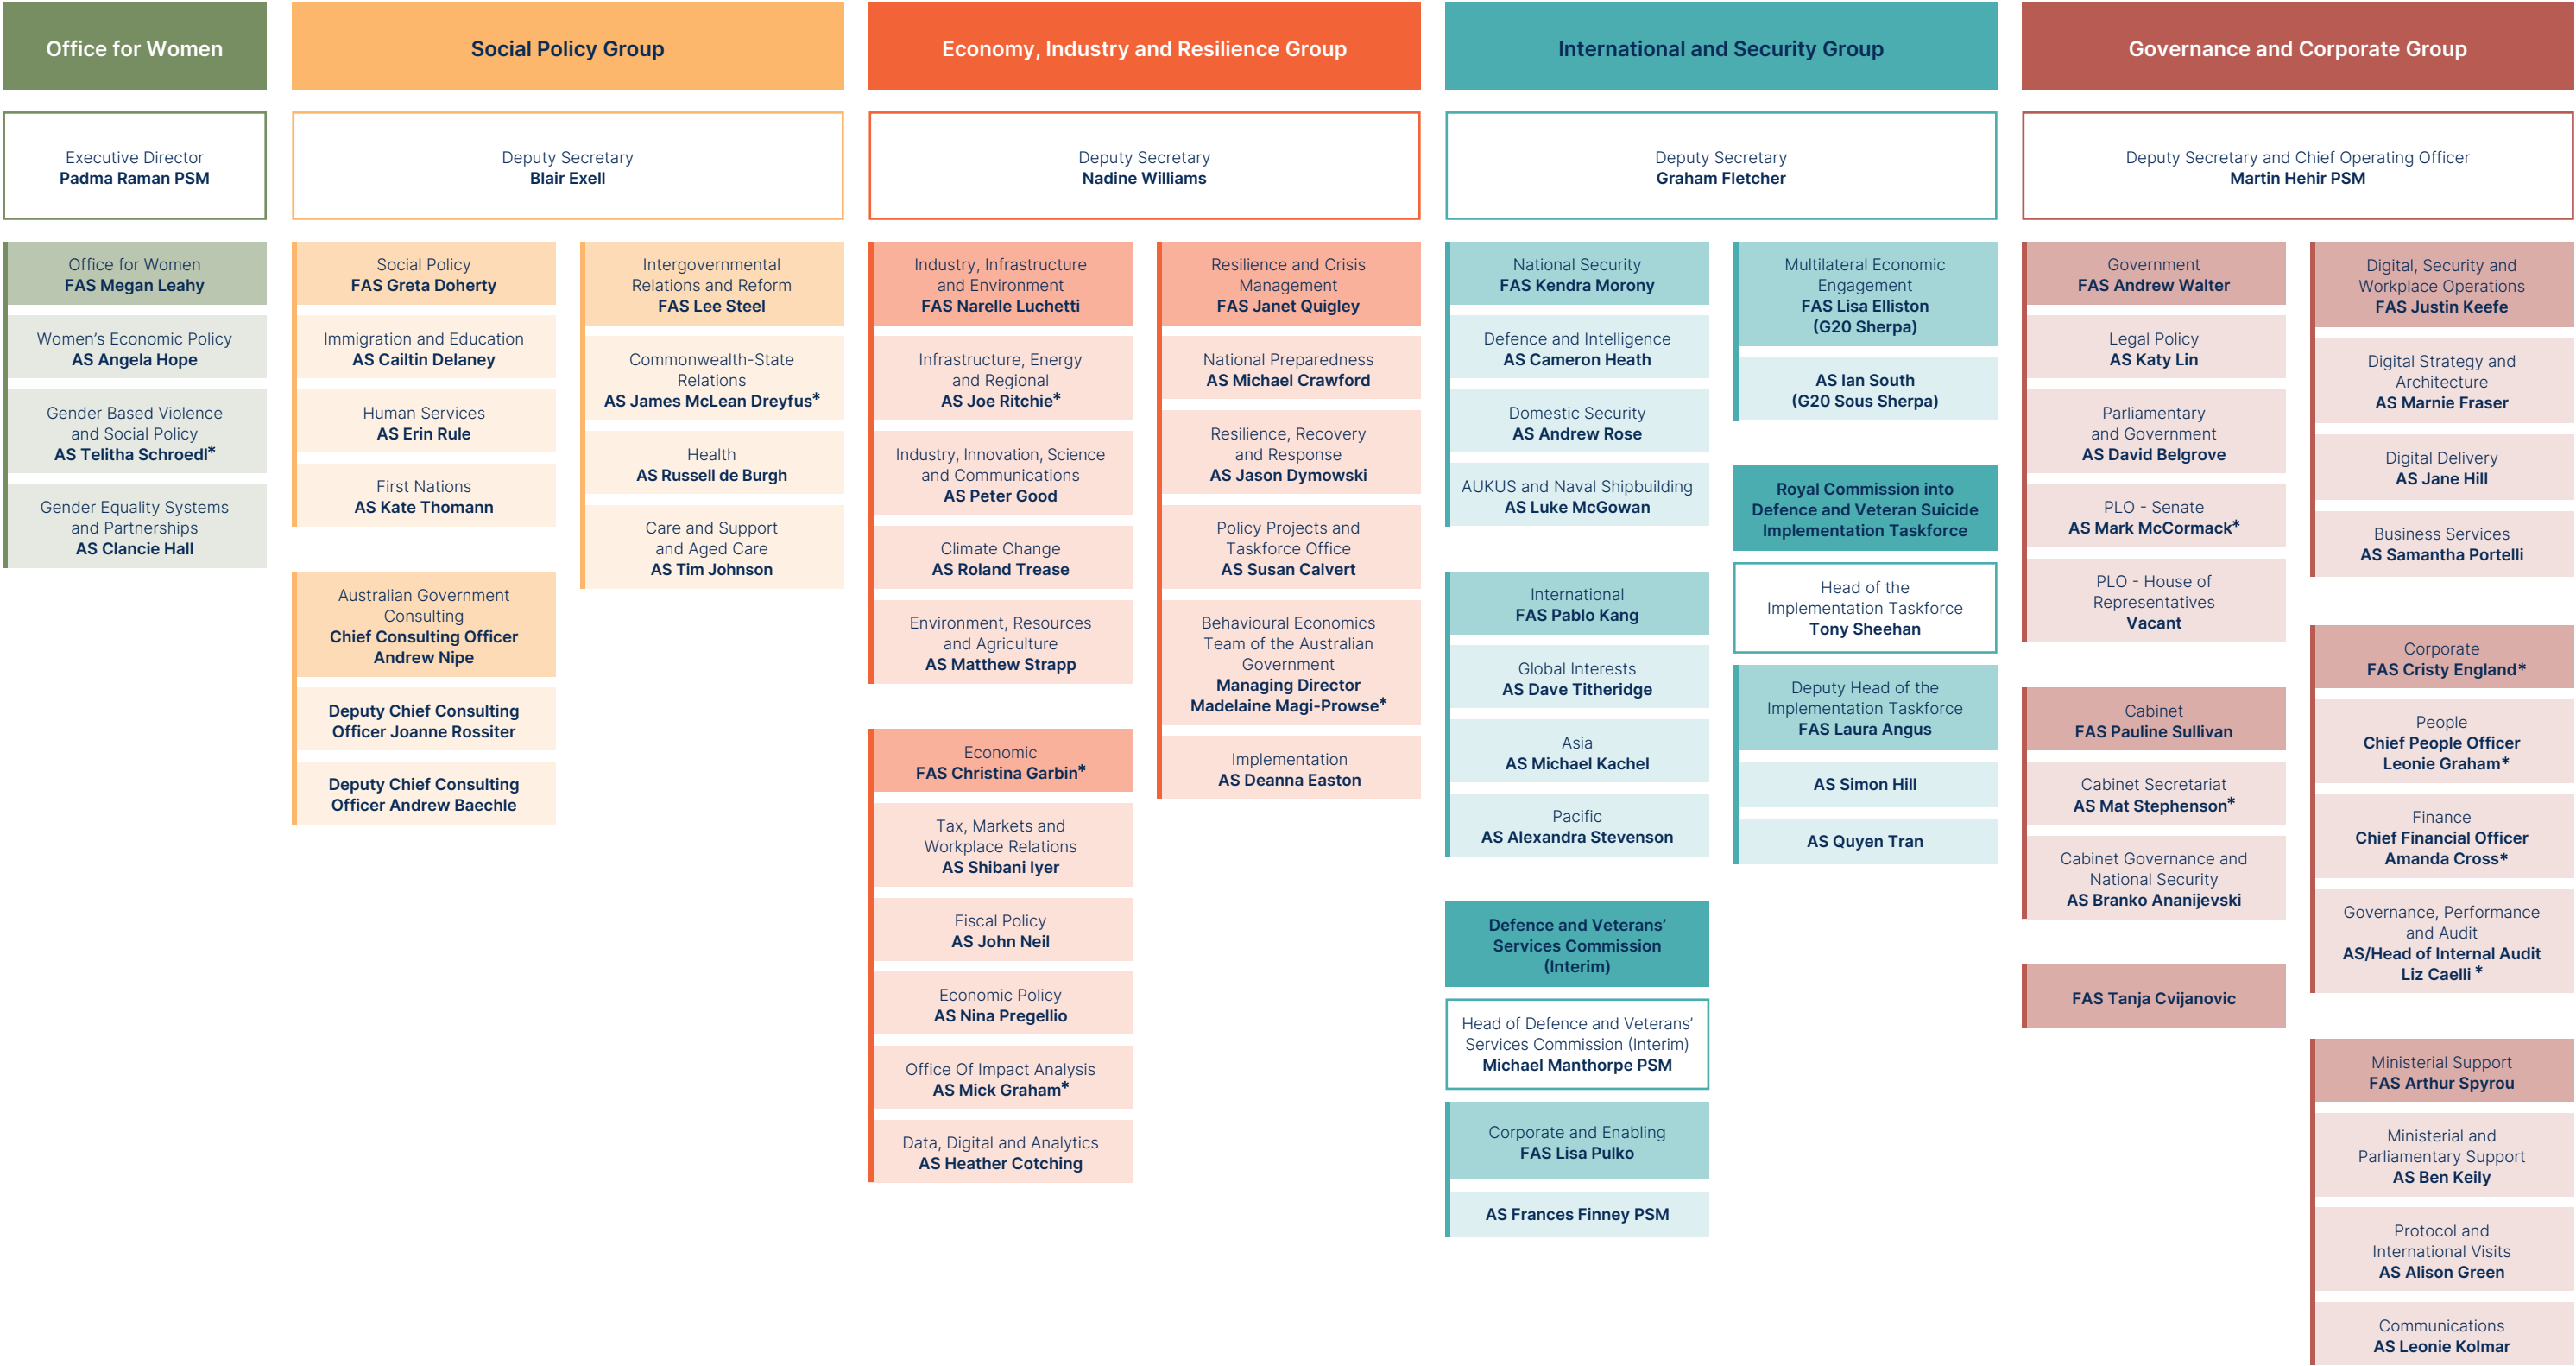 Office for Women
Executive Director
Padma Raman PSM
Office for Women
FAS Megan Leahy
Women’s Economic Policy
AS Angela Hope
Gender Based Violence
and Social Policy
AS Telitha Schroedl*
Gender Equality Systems
and Partnerships
AS Clancie Hall
Social Policy Group
Deputy Secretary
Blair Exell
Social Policy
FAS Greta Doherty
Immigration and Education
AS Cailtin Delaney
Human Services
AS Erin Rule
First Nations
AS Kate Thomann
Australian Government
Consulting
Chief Consulting Officer
Andrew Nipe
Deputy Chief Consulting
Officer Joanne Rossiter
Deputy Chief Consulting
Officer Andrew Baechle
Intergovernmental
Relations and Reform
FAS Lee Steel
Commonwealth-State
Relations
AS James McLean Dreyfus*
Health
AS Russell de Burgh
Care and Support
and Aged Care
AS Tim Johnson
Economy, Industry and Resilience Group
Deputy Secretary
Nadine Williams
Industry, Infrastructure
and Environment
FAS Narelle Luchetti
Infrastructure, Energy
and Regional
AS Joe Ritchie*
Industry, Innovation, Science
and Communications
AS Peter Good
Climate Change
AS Roland Trease
Environment, Resources
and Agriculture
AS Matthew Strapp
Economic
FAS Christina Garbin*
Tax, Markets and
Workplace Relations
AS Shibani Iyer
Fiscal Policy
AS John Neil
Economic Policy
AS Nina Pregellio
Office Of Impact Analysis
AS Mick Graham*
Data, Digital and Analytics
AS Heather Cotching
Resilience and Crisis
Management
FAS Janet Quigley
National Preparedness
AS Michael Crawford
Resilience, Recovery
and Response
AS Jason Dymowski
Policy Projects and
Taskforce Office
AS Susan Calvert
Behavioural Economics
Team of the Australian
Government
Managing Director
Madelaine Magi-Prowse*
Implementation
AS Deanna Easton
International and Security Group
Deputy Secretary
Graham Fletcher
National Security
FAS Kendra Morony
Defence and Intelligence
AS Cameron Heath
Domestic Security
AS Andrew Rose
AUKUS and Naval Shipbuilding
AS Luke McGowan
International
FAS Pablo Kang
Global Interests
AS Dave Titheridge
Asia
AS Michael Kachel
Pacific
AS Alexandra Stevenson
Defence and Veterans’
Services Commission
(Interim)
Head of Defence and Veterans’
Services Commission (Interim)
Michael Manthorpe PSM
Corporate and Enabling
FAS Lisa Pulko
AS Frances Finney PSM
Multilateral Economic
Engagement
FAS Lisa Elliston
(G20 Sherpa)
AS Ian South
(G20 Sous Sherpa)
Royal Commission into
Defence and Veteran Suicide
Implementation Taskforce
Head of the
Implementation Taskforce
Tony Sheehan
Deputy Head of the
Implementation Taskforce
FAS Laura Angus
AS Simon Hill
AS Quyen Tran
Governance and Corporate Group
Deputy Secretary and Chief Operating Officer
Martin Hehir PSM
Government
FAS Andrew Walter
Legal Policy
AS Katy Lin
Parliamentary
and Government
AS David Belgrove
PLO - Senate
AS Mark McCormack*
PLO - House of
Representatives
Vacant
Cabinet
FAS Pauline Sullivan
Cabinet Secretariat
AS Mat Stephenson*
Cabinet Governance and
National Security
AS Branko Ananijevski
FAS Tanja Cvijanovic
Digital, Security and
Workplace Operations
FAS Justin Keefe
Digital Strategy and
Architecture
AS Marnie Fraser
Digital Delivery
AS Jane Hill
Business Services
AS Samantha Portelli
Corporate
FAS Cristy England*
People
Chief People Officer
Leonie Graham*
Finance
Chief Financial Officer
Amanda Cross*
Governance, Performance
and Audit
AS/Head of Internal Audit
Liz Caelli *
Ministerial Support
FAS Arthur Spyrou
Ministerial and
Parliamentary Support
AS Ben Keily
Protocol and
International Visits
AS Alison Green
Communications
AS Leonie Kolmar